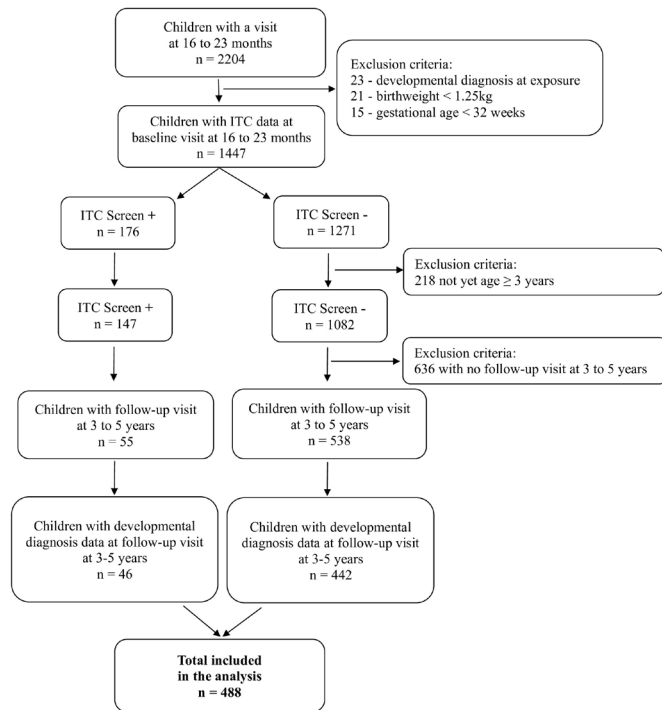 Children with a visit
at 16 to 23 months
n = 2204
Exclusion criteria:
23 - developmental diagnosis at exposure
21 - birthweight < 1.25kg
15 - gestational age < 32 weeks
Children with ITC data at
baseline visit at 16 to 23 months
n = 1447
ITC Screen +
n = 176
ITC Screen -
n = 1271
Exclusion criteria:
218 not yet age ≥ 3 years
ITC Screen +
n = 147
ITC Screen -
n = 1082
Exclusion criteria:
636 with no follow-up visit at 3 to 5 years
Children with follow-up visit
at 3 to 5 years
n = 55
Children with follow-up visit
at 3 to 5 years
n = 538
Children with developmental
diagnosis data at follow-up visit
at 3-5 years
n = 46
Children with developmental
diagnosis data at follow-up visit
at 3-5 years
n = 442
Total included
in the analysis
n = 488